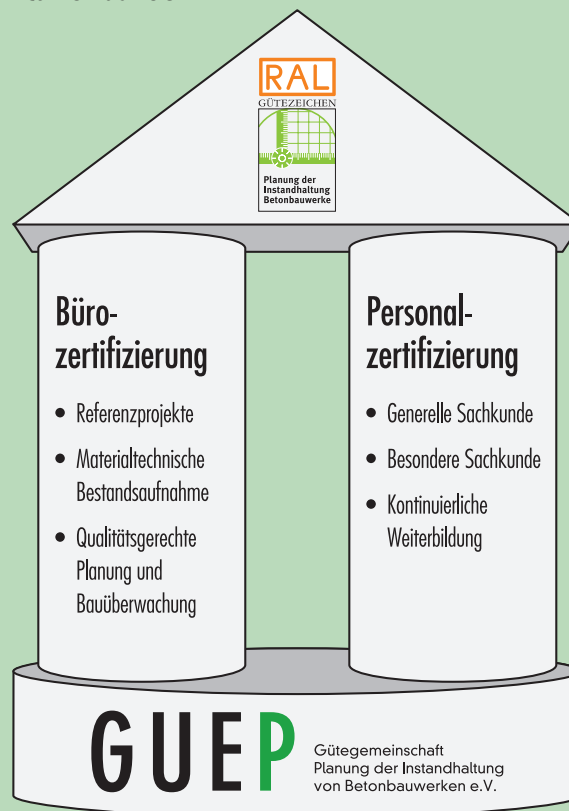 RAL
GÜTEZEICHEN
Planung der
Instandhaltung
Betonbauwerke
Büro-
zertifizierung
• Referenzprojekte
• Materialtechnische
Bestandsaufnahme
• Qualitätsgerechte
Planung und
Bauüberwachung
Personal-
zertifizierung
• Generelle Sachkunde
• Besondere Sachkunde
• Kontinuierliche
Weiterbildung
GUEP
Gütegemeinschaft
Planung der Instandhaltung
von Betonbauwerken e.V.